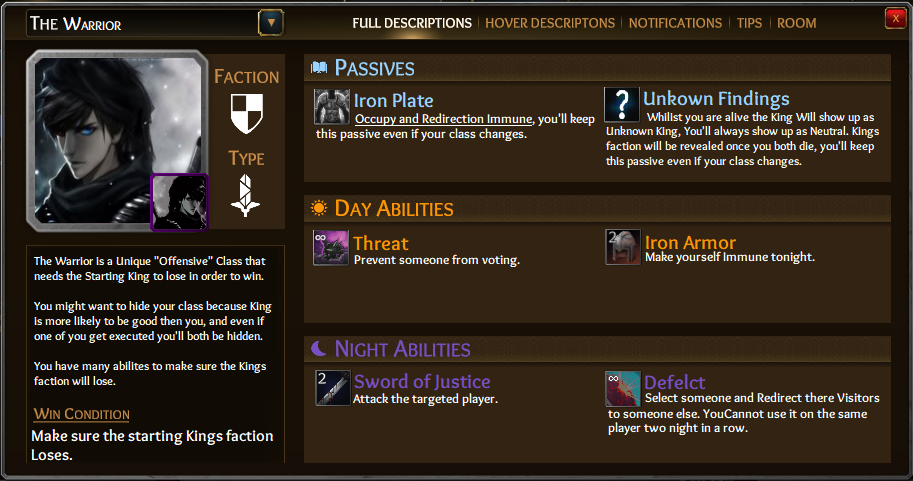 The Warrior
FULL DESCRIPTIONS
HOVER DESCRIPTONS
NOTIFICATIONS
TIPS
ROOM
X
Faction
Type
The Warrior is a Unique "Offensive" Class that
needs the Starting King to lose in order to win.
You might want to hide your class because King
is more likely to be good then you, and even if
one of you get executed you'll both be hidden.
You have many abilites to make sure the Kings
faction will lose.
Win Condition
Make sure the starting Kings faction
Loses.
Passives
Iron Plate
Occupy and Redirection Immune, you'll keep
this passive even if your class changes.
?
Unkown Findings
Whilist you are alive the King Will show up as
Unknown King, You'll always show up as Neutral. Kings
faction will be revealed once you both die, you'll keep
this passive even if your class changes.
Day Abilities
∞
Threat
Prevent someone from voting.
2
Iron Armor
Make yourself Immune tonight.
Night Abilities
2
Sword of Justice
Attack the targeted player.
∞
Defelct
Select someone and Redirect there Visitors
to someone else. YouCannot use it on the same
player two night in a row.